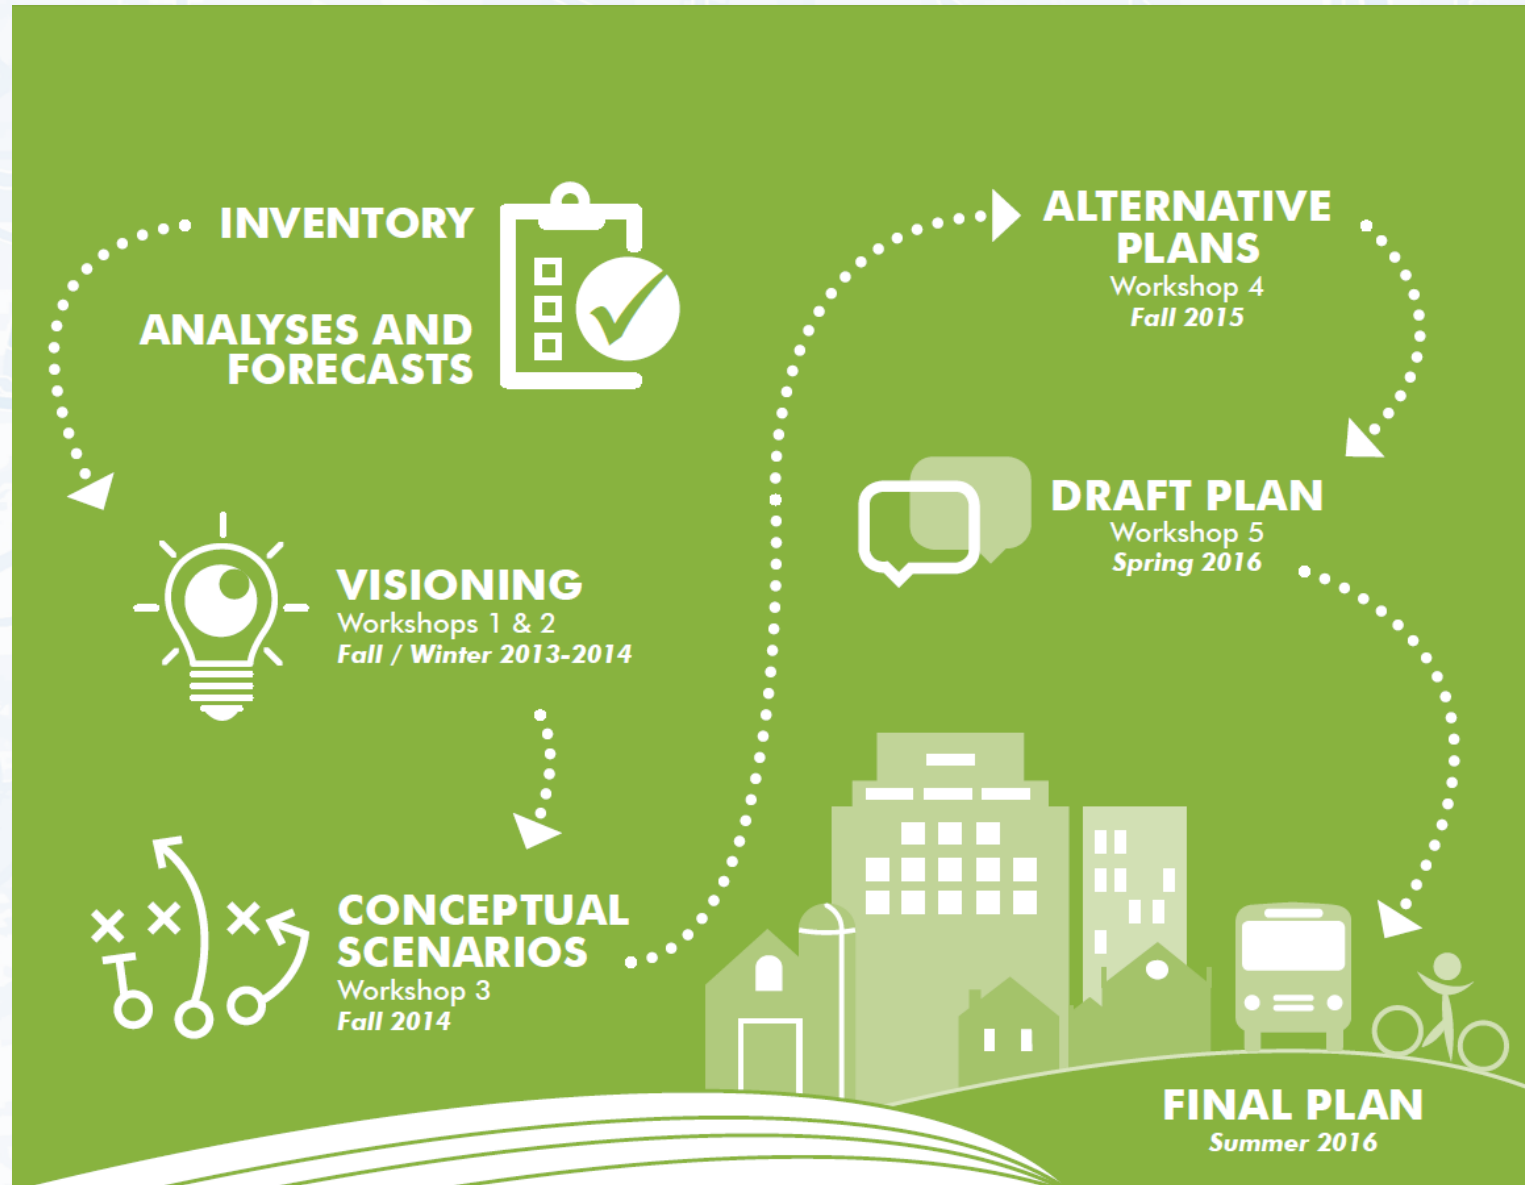 INVENTORY
ANALYSES AND
FORECASTS
VISIONING
Workshops 1 & 2
Fall / Winter 2013-2014
CONCEPTUAL
SCENARIOS
Workshop 3
Fall 2014
ALTERNATIVE
PLANS
Workshop 4
Fall 2015
DRAFT PLAN
Workshop 5
Spring 2016
FINAL PLAN
Summer 2016